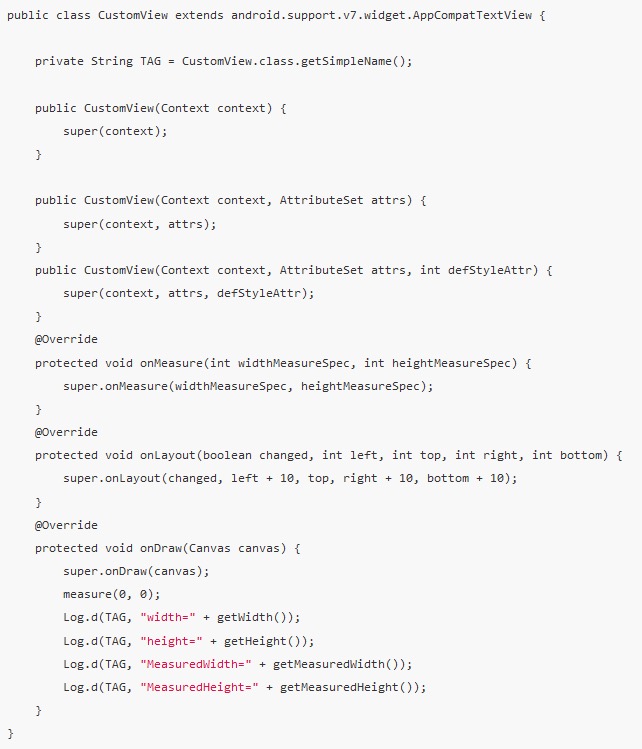 public class CustomView extends android.support.v7.widget.AppCompatTextView {
private String TAG = CustomView.class.getSimpleName();
public CustomView(Context context) {
super(context);
}
public CustomView(Context context, AttributeSet attrs) {
super(context, attrs);
}
public CustomView(Context context, AttributeSet attrs, int defStyleAttr) {
super(context, attrs, defStyleAttr);
}
@Override
protected void onMeasure(int widthMeasureSpec, int heightMeasureSpec) {
super.onMeasure(widthMeasureSpec, heightMeasureSpec);
}
@Override
protected void onLayout(boolean changed, int left, int top, int right, int bottom) {
super.onLayout(changed, left + 10, top, right + 10, bottom + 10);
}
@Override
protected void onDraw(Canvas canvas) {
super.onDraw(canvas);
measure(0, 0);
Log.d(TAG, "width=" + getWidth());
Log.d(TAG, "height=" + getHeight());
Log.d(TAG, "MeasuredWidth=" + getMeasuredWidth());
Log.d(TAG, "MeasuredHeight=" + getMeasuredHeight());
}
}